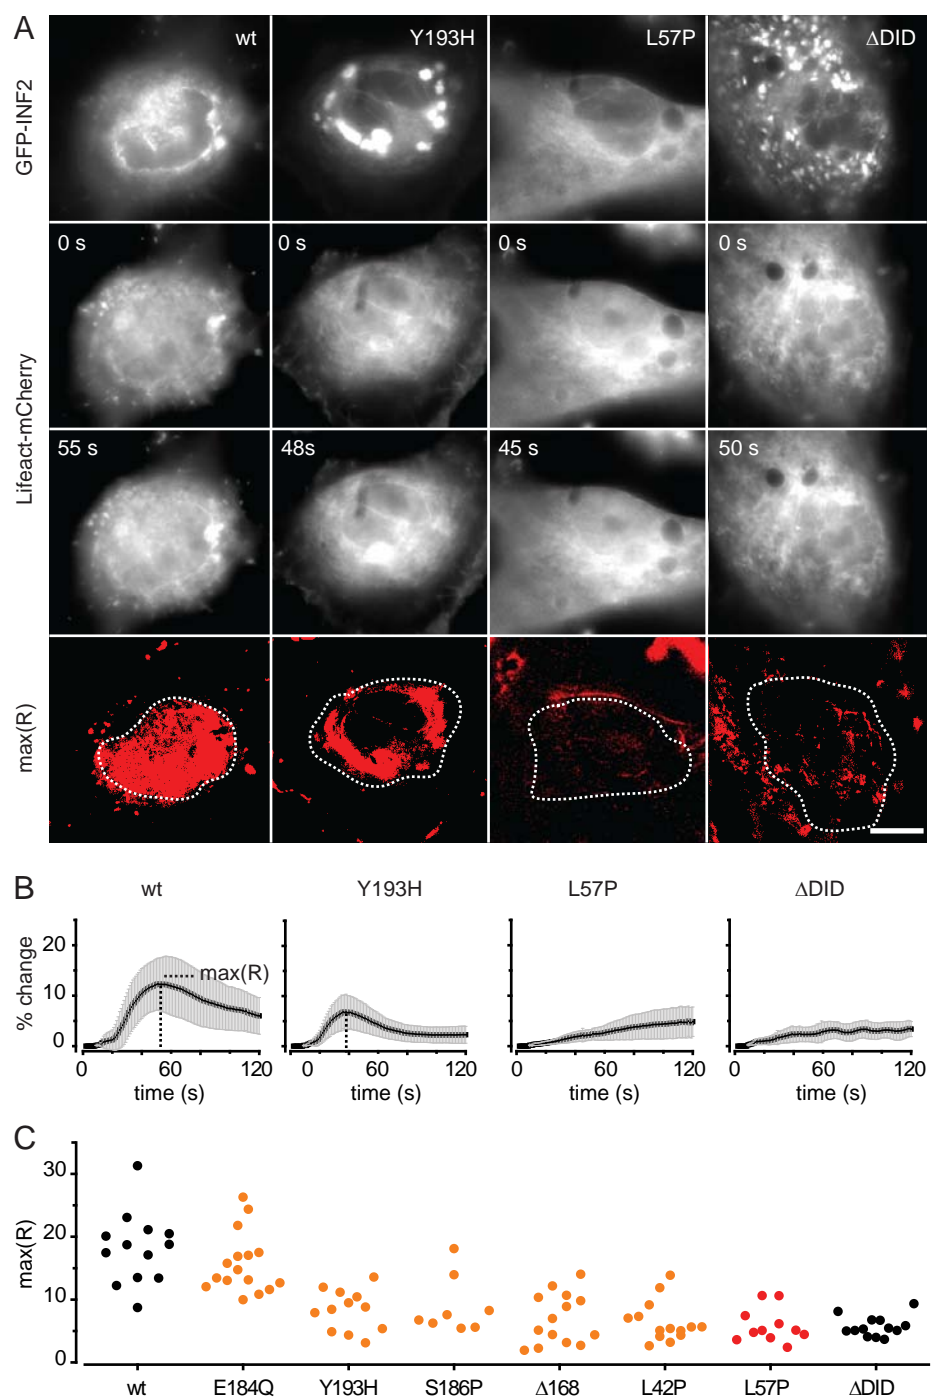 A
wt
Y193H
L57P
ΔDID
GFP-INF2
0 s
0 s
0 s
0 s
Lifeact-mCherry
55 s
48s
45 s
50 s
max(R)
B
wt
Y193H
L57P
ΔDID
% change
20
10
0
max(R)
0
60
120
0
60
120
0
60
120
0
60
120
time (s)
time (s)
time (s)
time (s)
C
max(R)
30
20
10
0
wt
E184Q
Y193H
S186P
Δ168
L42P
L57P
ΔDID